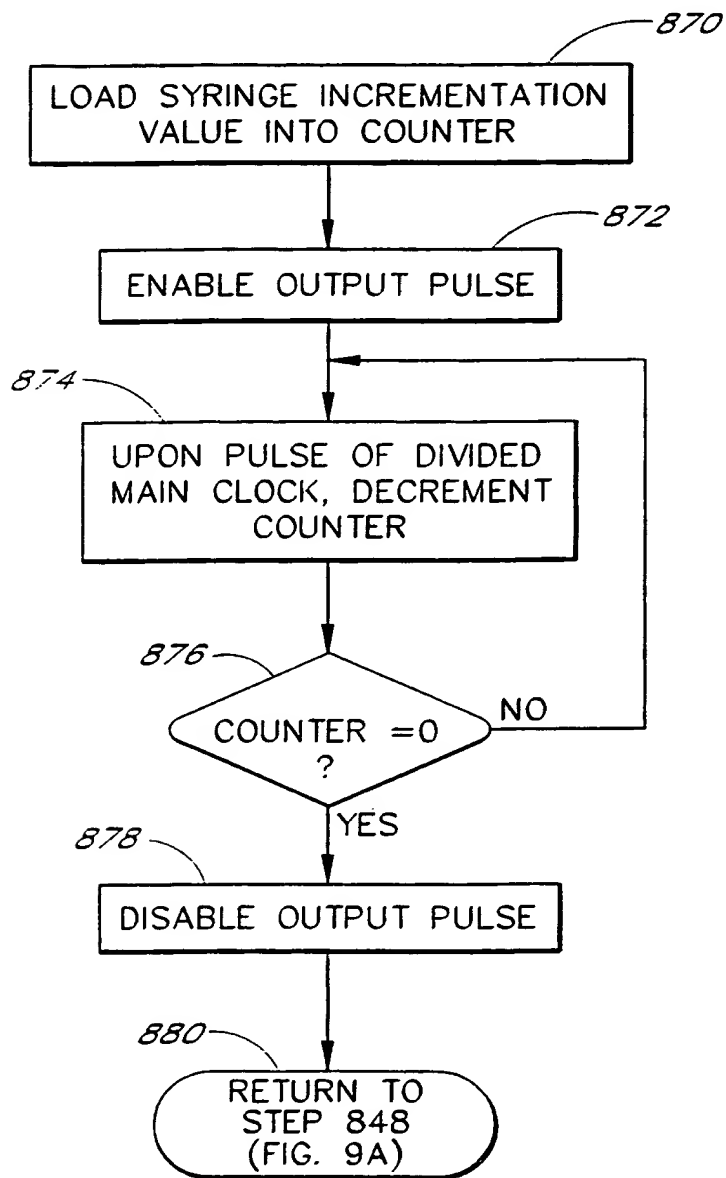 870
LOAD SYRINGE INCREMENTATION
VALUE INTO COUNTER
872
ENABLE OUTPUT PULSE
874
UPON PULSE OF DIVIDED
MAIN CLOCK, DECREMENT
COUNTER
876
COUNTER =0
?
NO
YES
878
DISABLE OUTPUT PULSE
880
RETURN TO
STEP 848
(FIG. 9A)